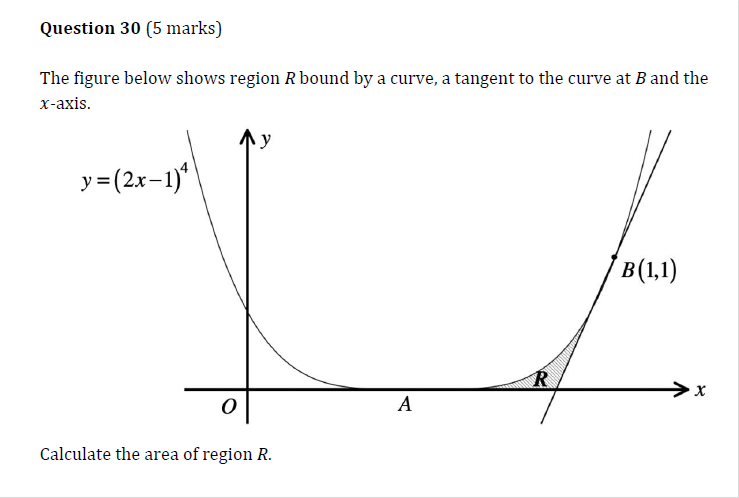 Question 30 (5 marks)
The figure below shows region R bound by a curve, a tangent to the curve at B and the
x-axis.
y
y = (2x−1)⁴
B(1,1)
R
x
O
A
Calculate the area of region R.